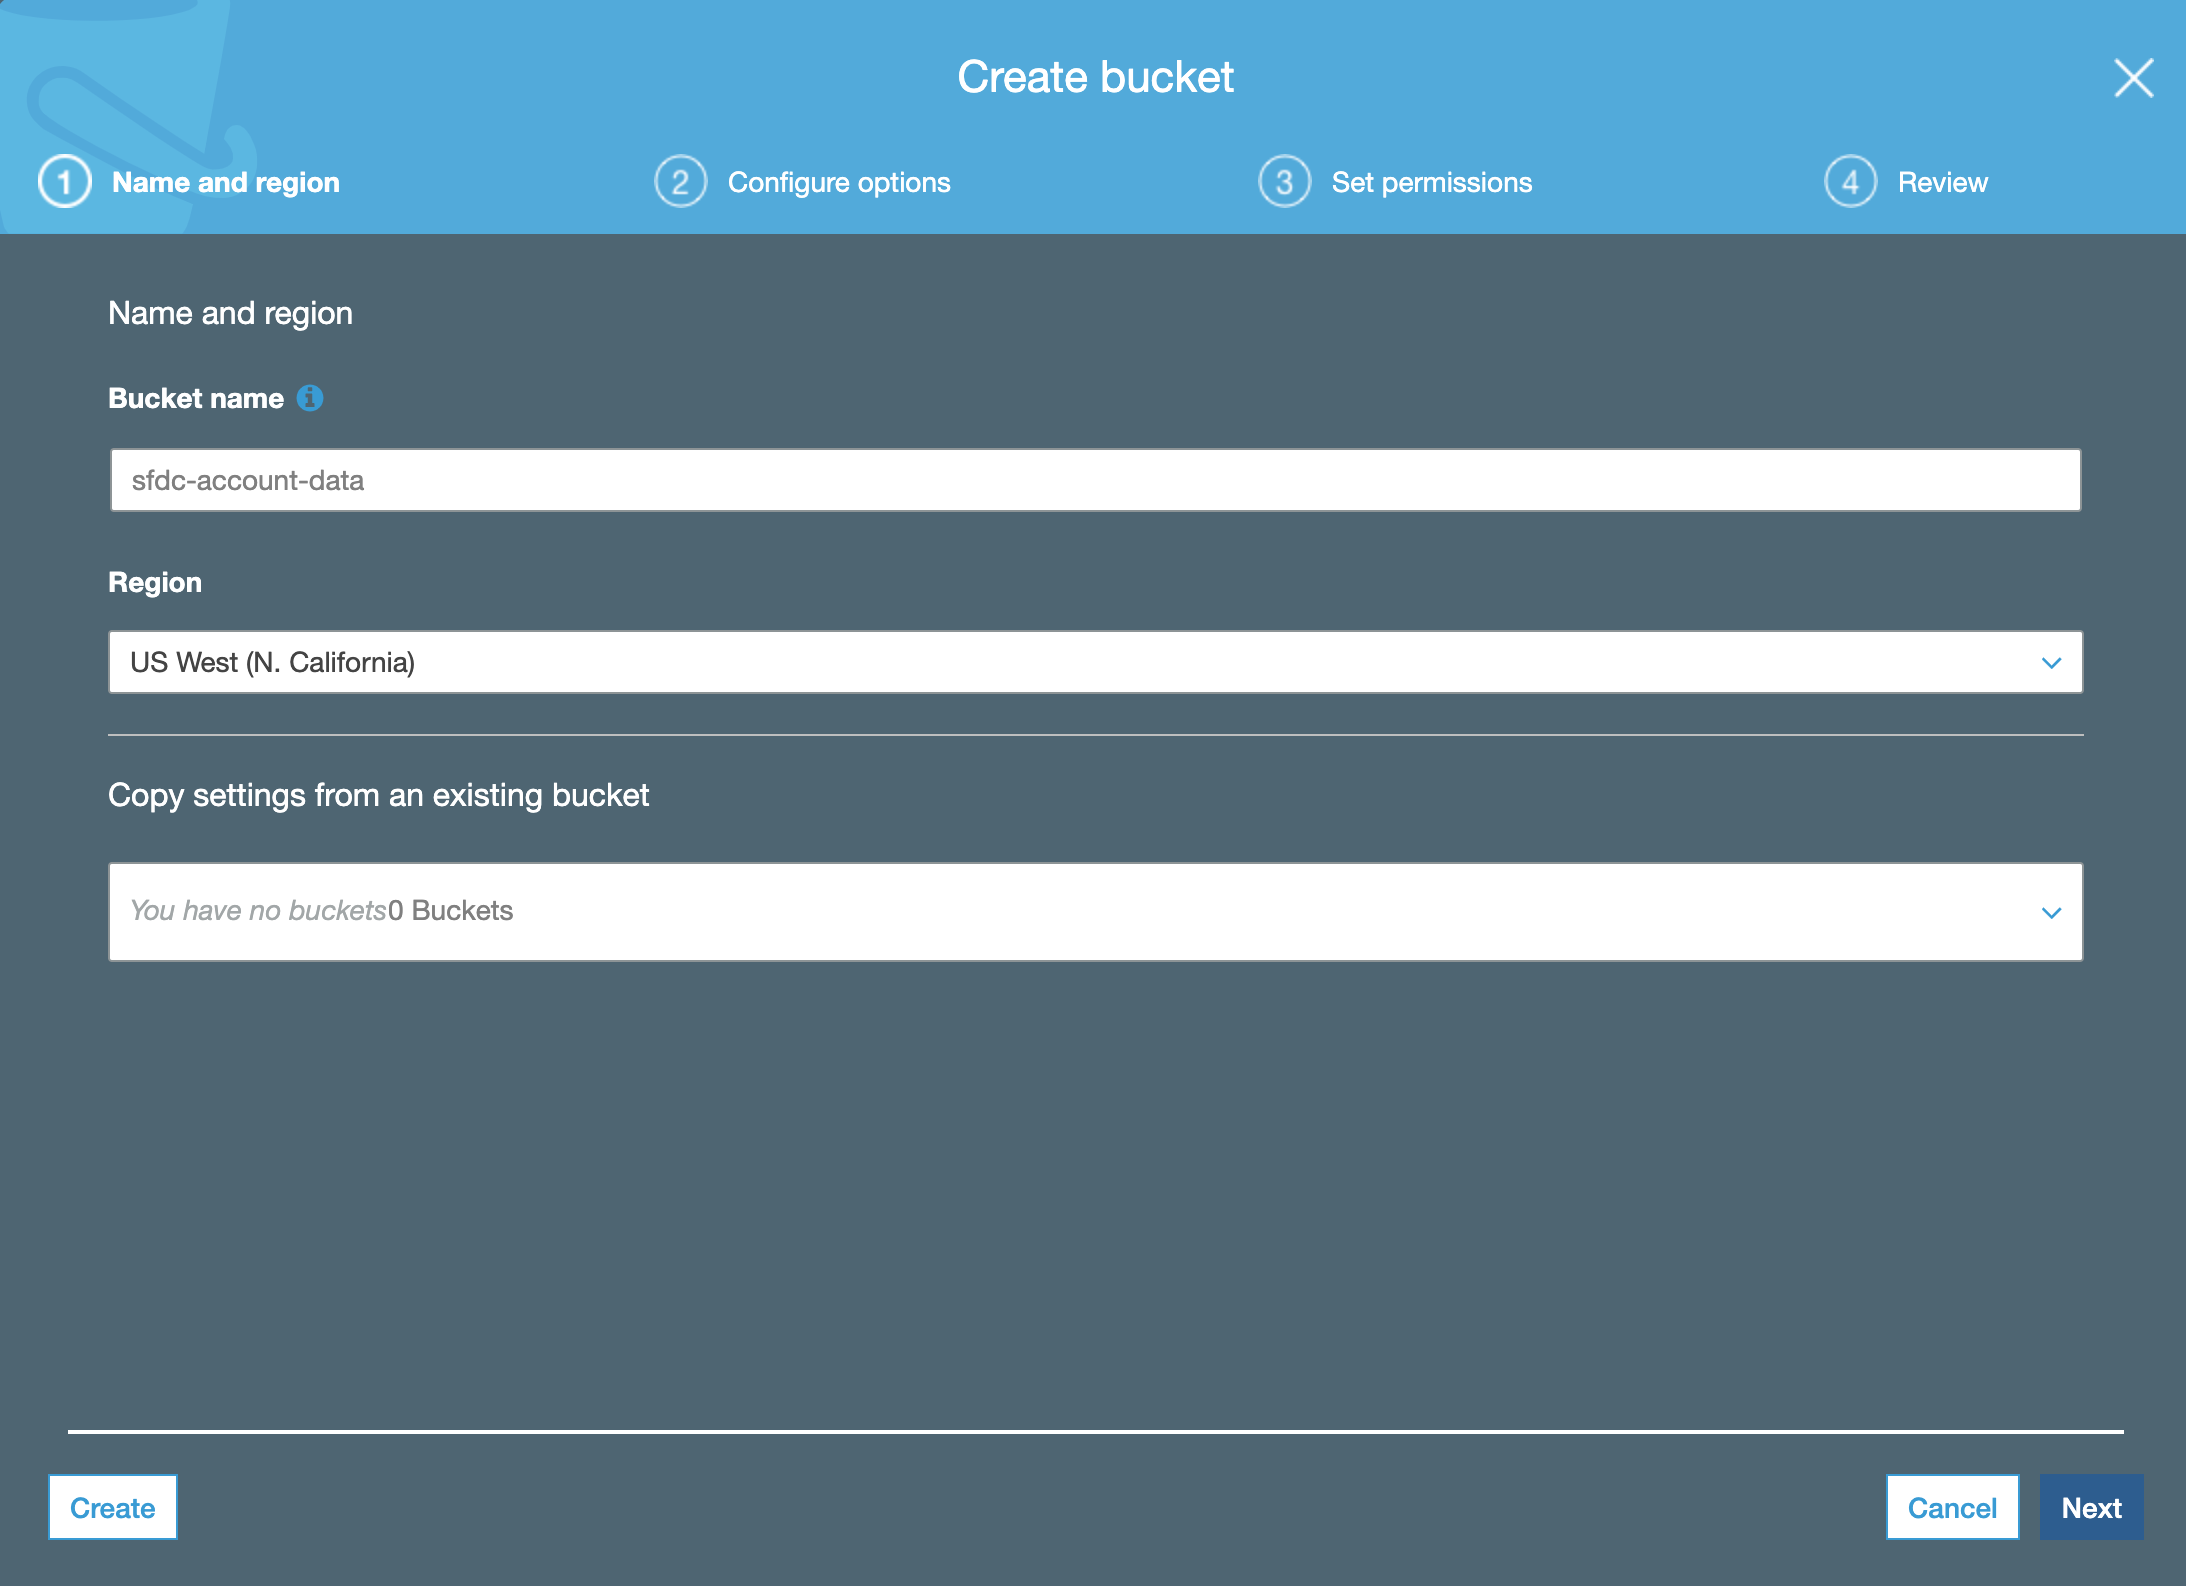 Create bucket
1 Name and region 2 Configure options 3 Set permissions 4 Review
Name and region
Bucket name
sfdc-account-data
Region
US West (N. California)
Copy settings from an existing bucket
You have no buckets0 Buckets
Create Cancel Next